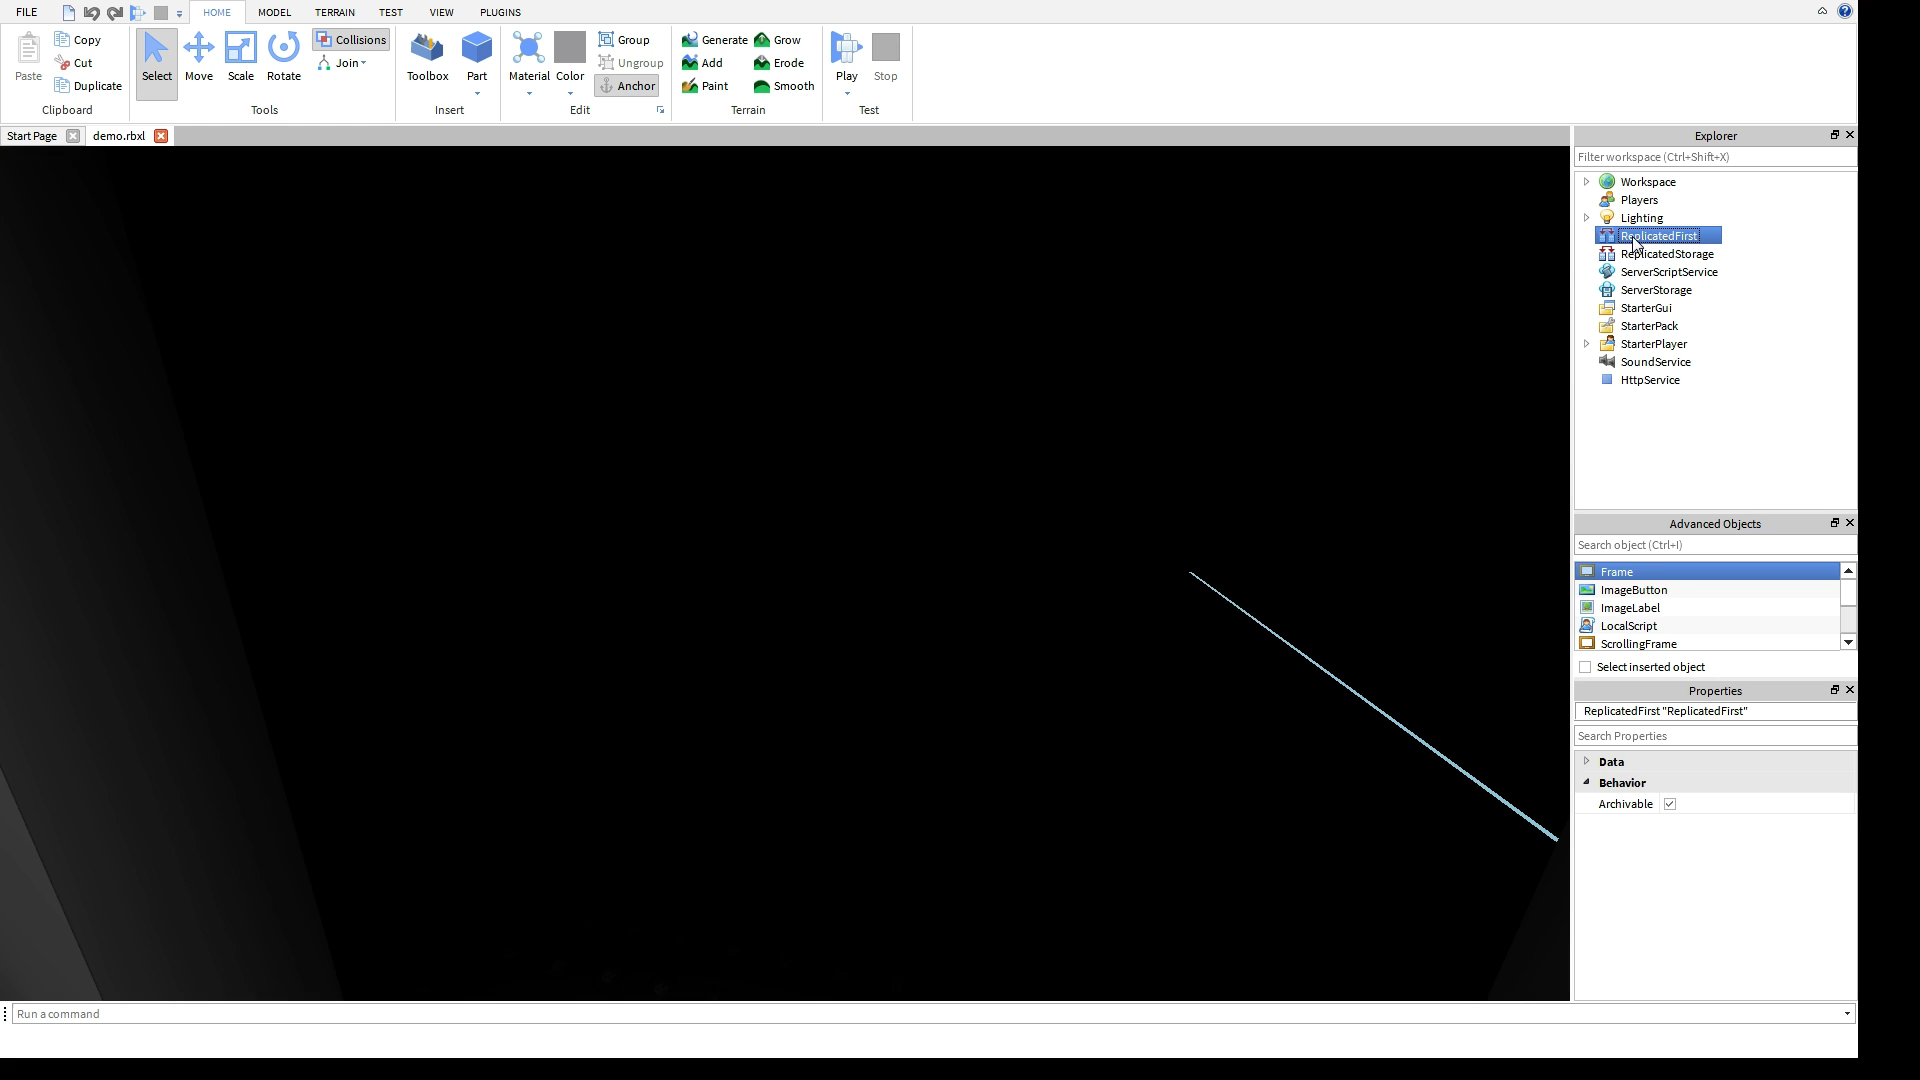 FILE HOME MODEL TERRAIN TEST VIEW PLUGINS
Paste
Copy
Cut
Duplicate
Clipboard
Select
Move
Scale
Rotate
Collisions
Join
Tools
Toolbox
Part
Insert
Material
Color
Group
Ungroup
Anchor
Edit
Generate
Grow
Add
Erode
Paint
Smooth
Terrain
Play
Stop
Test
Start Page demo.rbxl
Explorer
Filter workspace (Ctrl+Shift+X)
Workspace
Players
Lighting
ReplicatedFirst
ReplicatedStorage
ServerScriptService
ServerStorage
StarterGui
StarterPack
StarterPlayer
SoundService
HttpService
Advanced Objects
Search object (Ctrl+I)
Frame
ImageButton
ImageLabel
LocalScript
ScrollingFrame
Select inserted object
Properties
ReplicatedFirst "ReplicatedFirst"
Search Properties
Data
Behavior
Archivable
Run a command